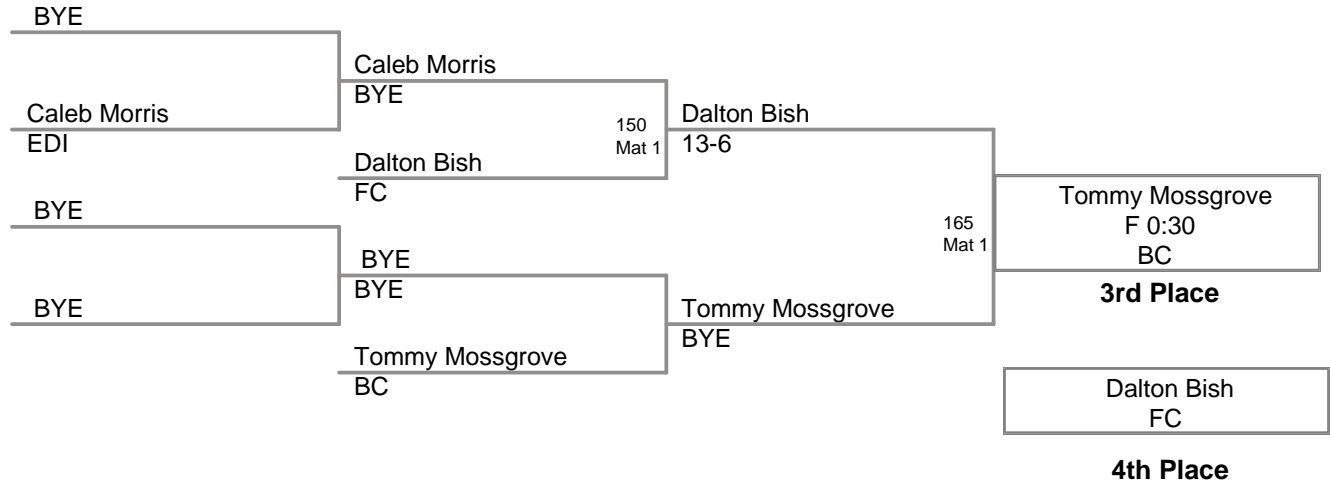 BYE
Caleb Morris
EDI
BYE
BYE
Caleb Morris
BYE
Dalton Bish
FC
BYE
BYE
Tommy Mossgrove
BC
150
Mat 1
Dalton Bish
13-6
Tommy Mossgrove
BYE
165
Mat 1
Tommy Mossgrove
F 0:30
BC
3rd Place
Dalton Bish
FC
4th Place